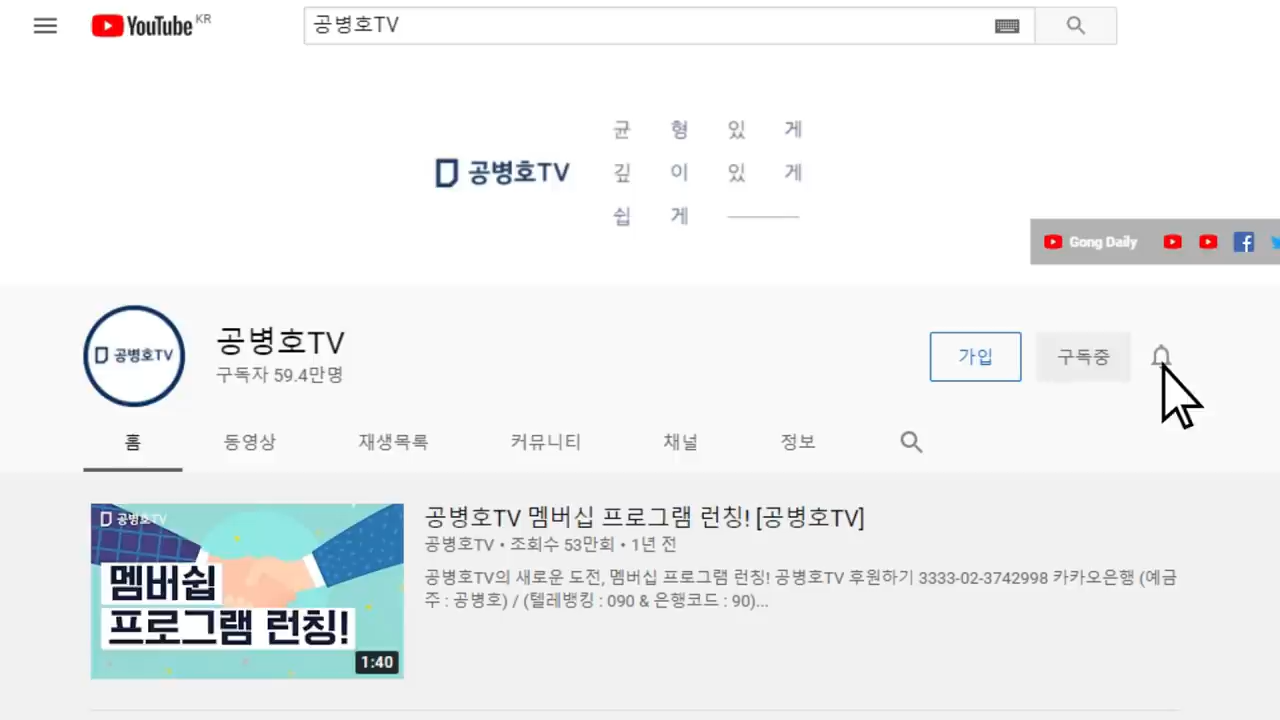 YouTube KR
공병호TV
균형있게
공병호TV 깊이있게
쉽게
Gong Daily
공병호TV
공병호TV
구독자 59.4만명
가입
구독중
홈
동영상
재생목록
커뮤니티
채널
정보
공병호TV
멤버쉽
프로그램 런칭!
1:40
공병호TV 멤버십 프로그램 런칭! [공병호TV]
공병호TV • 조회수 53만회 • 1년 전
공병호TV의 새로운 도전, 멤버십 프로그램 런칭! 공병호TV 후원하기 3333-02-3742998 카카오은행 (예금
주 : 공병호) / (텔레뱅킹 : 090 & 은행코드 : 90)...